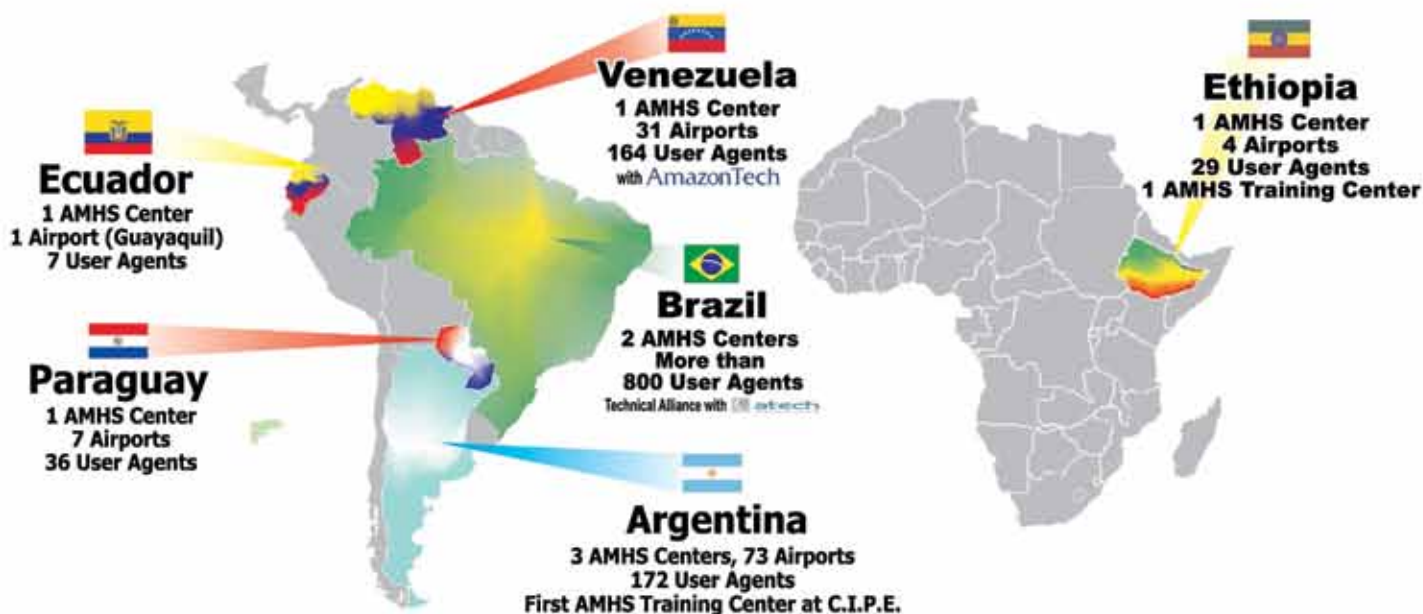 Venezuela
1 AMHS Center
31 Airports
164 User Agents
with AmazonTech
Ethiopia
1 AMHS Center
4 Airports
29 User Agents
1 AMHS Training Center
Ecuador
1 AMHS Center
1 Airport (Guayaquil)
7 User Agents
Brazil
2 AMHS Centers
More than
800 User Agents
Technical Alliance with atech
Paraguay
1 AMHS Center
7 Airports
36 User Agents
Argentina
3 AMHS Centers, 73 Airports
172 User Agents
First AMHS Training Center at C.I.P.E.